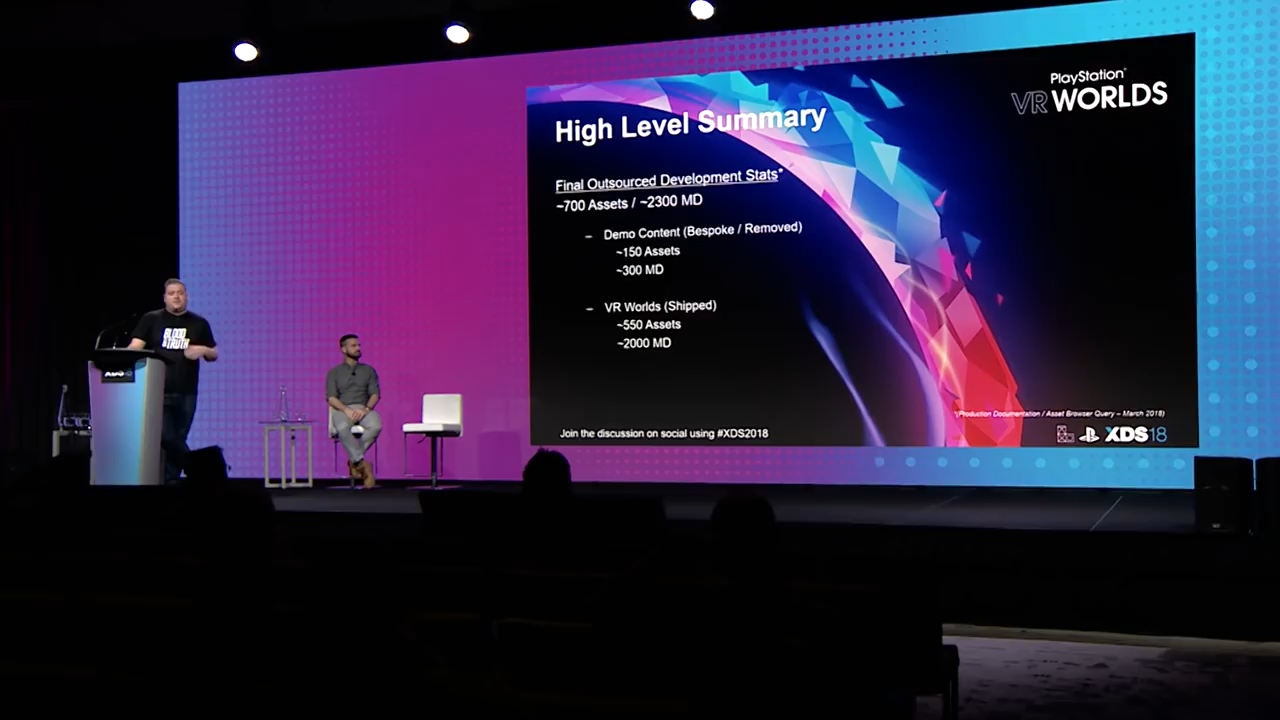 PlayStation®
VR WORLDS
High Level Summary
Final Outsourced Development Stats*
~700 Assets / ~2300 MD
– Demo Content (Bespoke / Removed)
~150 Assets
~300 MD
– VR Worlds (Shipped)
~550 Assets
~2000 MD
*(Production Documentation / Asset Browser Query – March 2018)
Join the discussion on social using #XDS2018
XDS18
BLOOD
&TRUTH